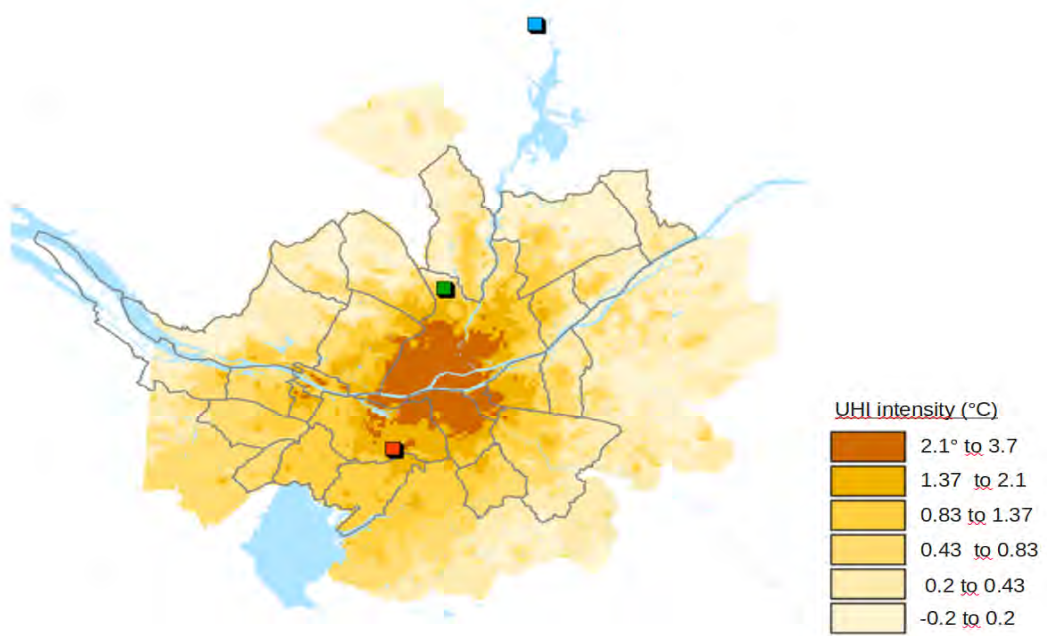 UHI intensity (°C)
2.1° to 3.7
1.37 to 2.1
0.83 to 1.37
0.43 to 0.83
0.2 to 0.43
-0.2 to 0.2